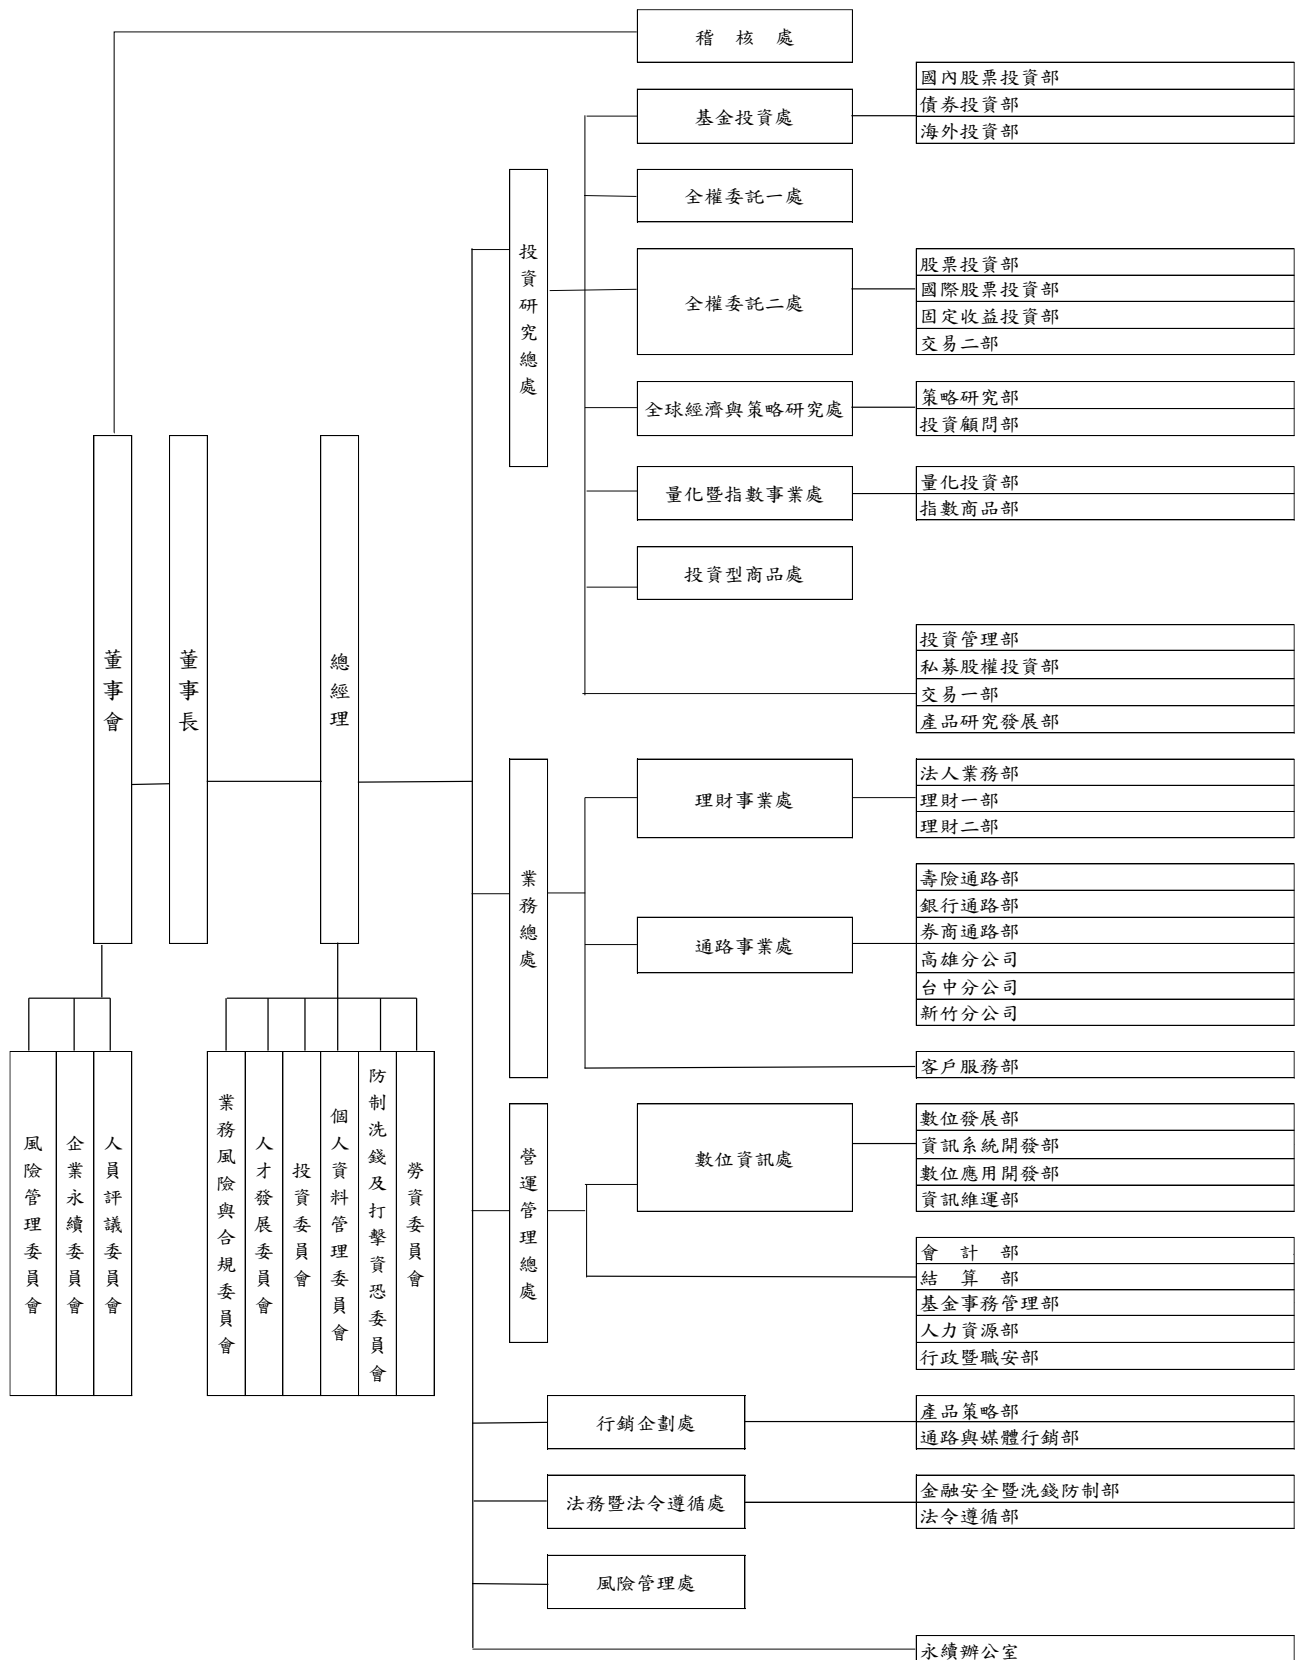 稽　核　處
基金投資處
國內股票投資部
債券投資部
海外投資部
全權委託一處
投資研究總處
全權委託二處
股票投資部
國際股票投資部
固定收益投資部
交易二部
全球經濟與策略研究處
策略研究部
投資顧問部
量化暨指數事業處
量化投資部
指數商品部
投資型商品處
投資管理部
私募股權投資部
交易一部
產品研究發展部
董事會
董事長
總經理
業務總處
理財事業處
法人業務部
理財一部
理財二部
通路事業處
壽險通路部
銀行通路部
券商通路部
高雄分公司
台中分公司
新竹分公司
客戶服務部
風險管理委員會
企業永續委員會
人員評議委員會
業務風險與合規委員會
人才發展委員會
投資委員會
個人資料管理委員會
防制洗錢及打擊資恐委員會
勞資委員會
營運管理總處
數位資訊處
數位發展部
資訊系統開發部
數位應用開發部
資訊維運部
會　計　部
結　算　部
基金事務管理部
人力資源部
行政暨職安部
行銷企劃處
產品策略部
通路與媒體行銷部
法務暨法令遵循處
金融安全暨洗錢防制部
法令遵循部
風險管理處
永續辦公室